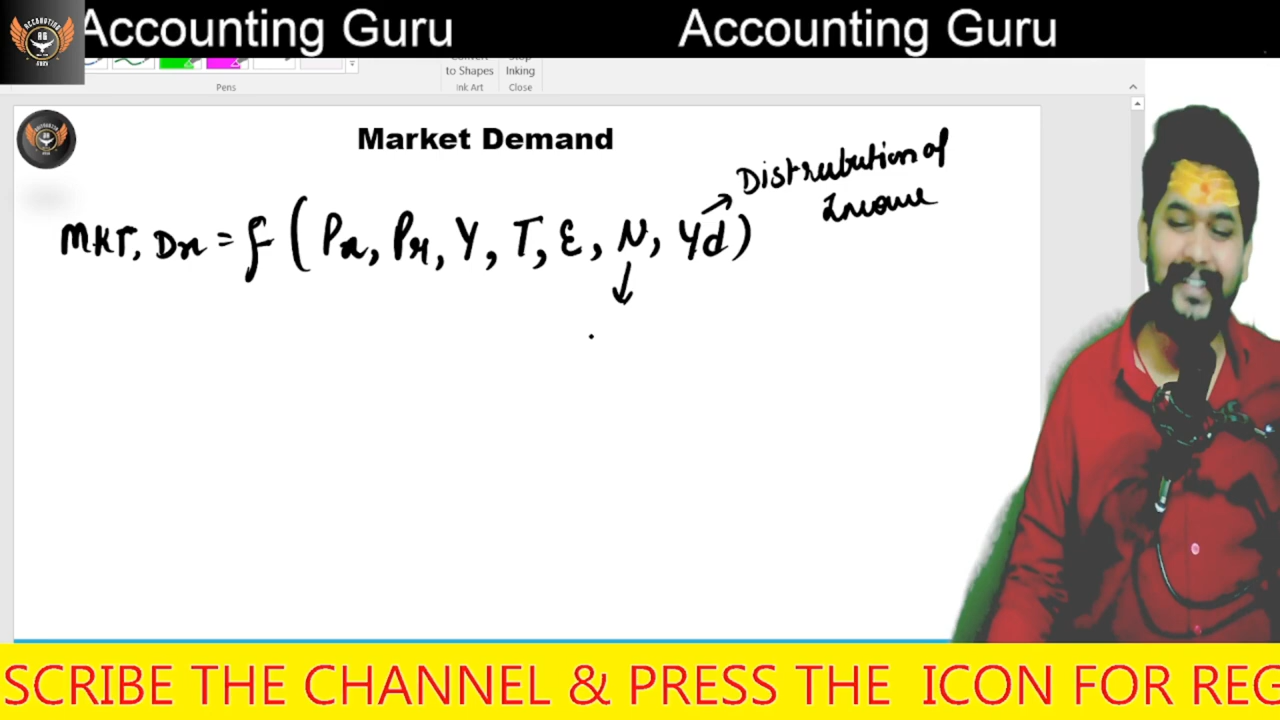 Accounting Guru Accounting Guru
to Shapes Inking
Pens Ink Art Close
Market Demand
Distribution of
Income
MKT, Dx = f ( Px, Pr, Y, T, E, N, Yd )
SCRIBE THE CHANNEL & PRESS THE ICON FOR REG